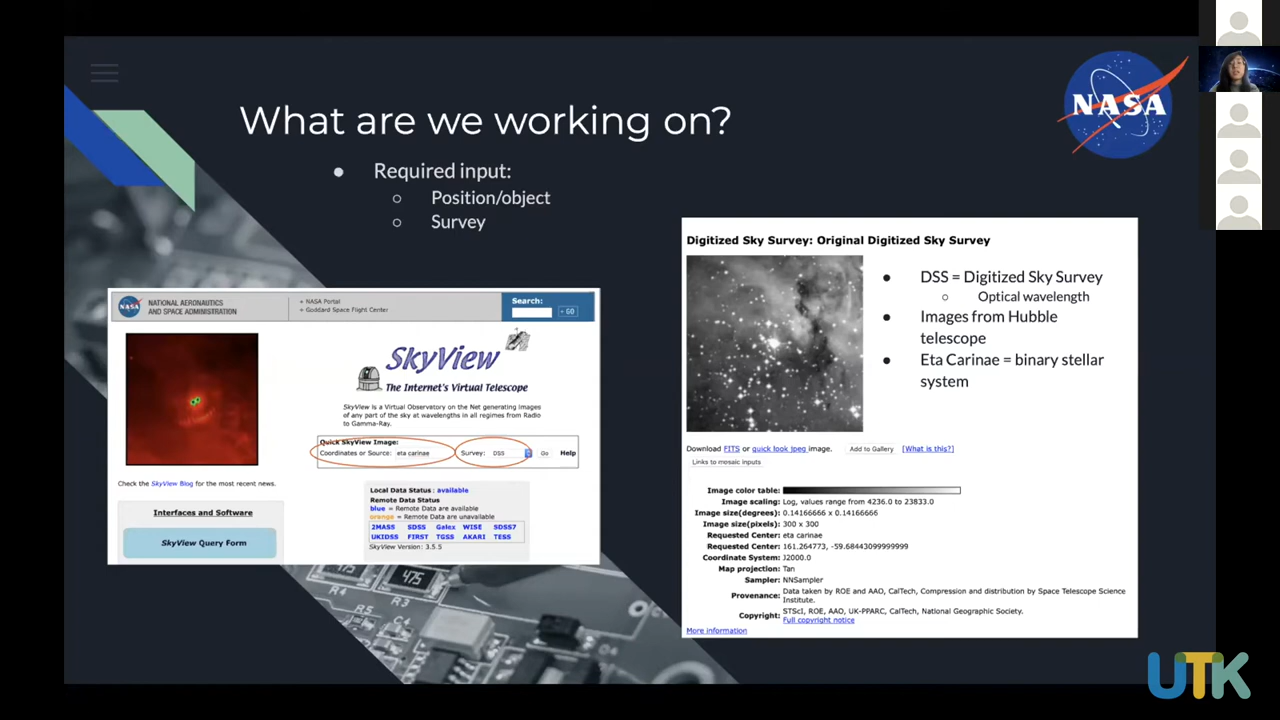 NASA
What are we working on?
● Required input:
○ Position/object
○ Survey
NATIONAL AERONAUTICS
AND SPACE ADMINISTRATION
+ NASA Portal
+ Goddard Space Flight Center
Search:
+ GO
SkyView
The Internet's Virtual Telescope
SkyView is a Virtual Observatory on the Net generating images
of any part of the sky at wavelengths in all regimes from Radio
to Gamma-Ray.
Quick SkyView Image:
Coordinates or Source: eta carinae Survey: DSS Go Help
Check the SkyView Blog for the most recent news.
Interfaces and Software
SkyView Query Form
Local Data Status : available
Remote Data Status
blue = Remote Data are available
orange = Remote Data are unavailable
2MASS SDSS Galex WISE SDSS7
UKIDSS FIRST TGSS AKARI TESS
SkyView Version: 3.5.5
R4 R3 475
R5
C4
Digitized Sky Survey: Original Digitized Sky Survey
● DSS = Digitized Sky Survey
○ Optical wavelength
● Images from Hubble
telescope
● Eta Carinae = binary stellar
system
Download FITS or quick look jpeg image. Add to Gallery [What is this?]
Links to mosaic inputs
Image color table:
Image scaling: Log, values range from 4236.0 to 23833.0
Image size(degrees): 0.14166666 x 0.14166666
Image size(pixels): 300 x 300
Requested Center: eta carinae
Requested Center: 161.264773, -59.68443099999999
Coordinate System: J2000.0
Map projection: Tan
Sampler: NNSampler
Provenance: Data taken by ROE and AAO, CalTech, Compression and distribution by Space Telescope Science
Institute.
Copyright: STScI, ROE, AAO, UK-PPARC, CalTech, National Geographic Society.
Full copyright notice
More information
UTK